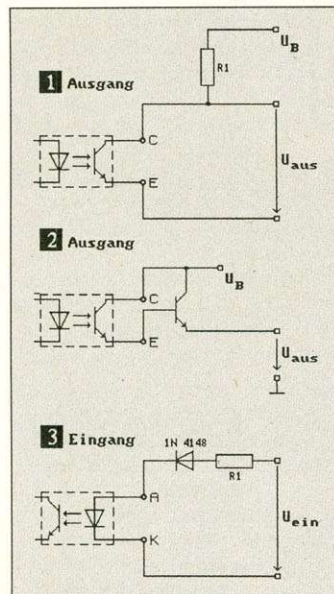 U_B
R1
1 Ausgang
C
U_aus
E
2 Ausgang
U_B
C
E
U_aus
3 Eingang
1N 4148
R1
A
U_ein
K